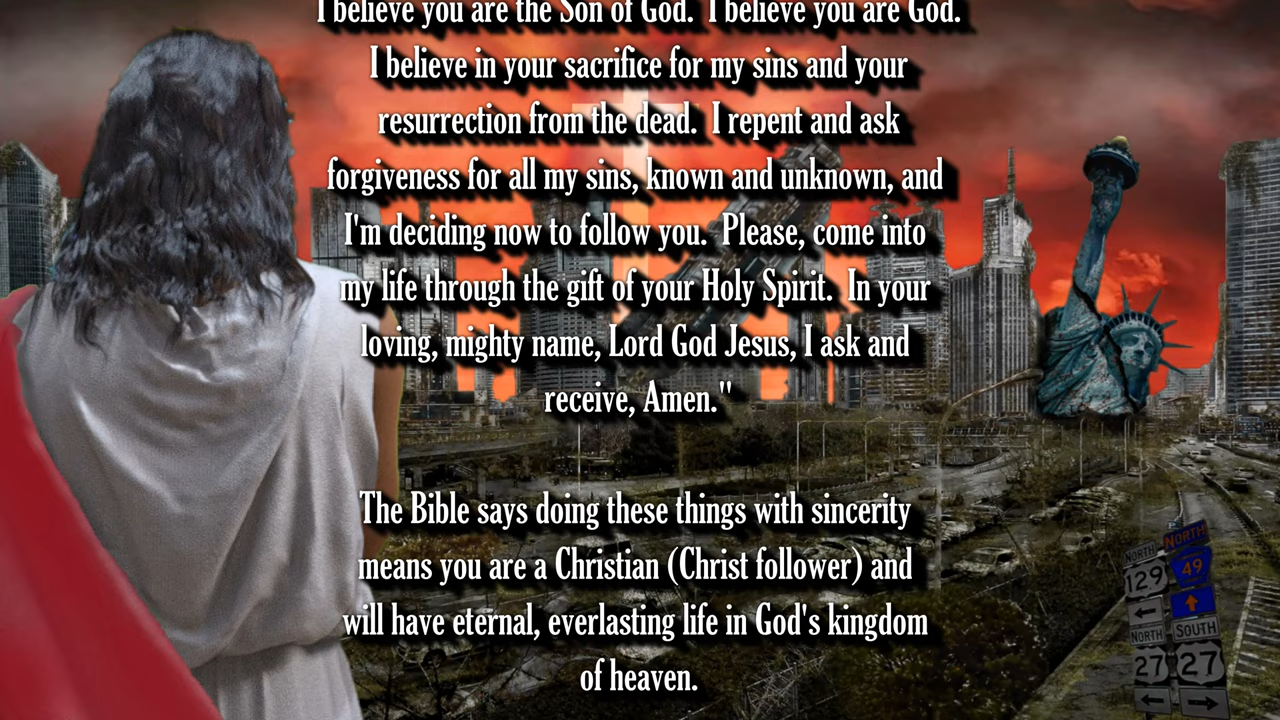 I believe you are the Son of God.  I believe you are God.
I believe in your sacrifice for my sins and your
resurrection from the dead.  I repent and ask
forgiveness for all my sins, known and unknown, and
I'm deciding now to follow you.  Please, come into
my life through the gift of your Holy Spirit.  In your
loving, mighty name, Lord God Jesus, I ask and
receive, Amen."
The Bible says doing these things with sincerity
means you are a Christian (Christ follower) and
will have eternal, everlasting life in God's kingdom
of heaven.
NORTH
129
NORTH
27
NORTH
49
SOUTH
27